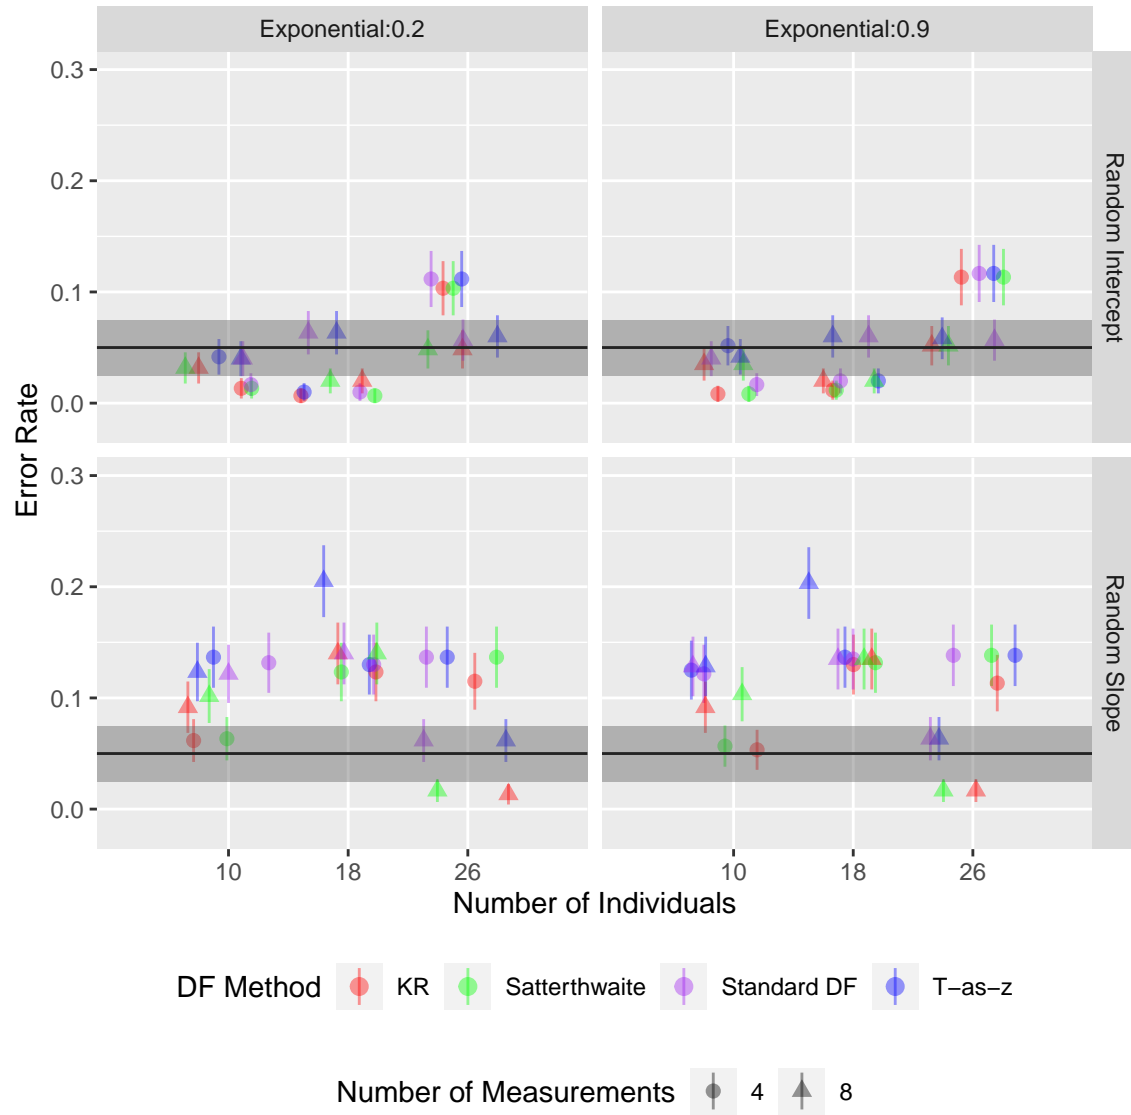 Exponential:0.2
Exponential:0.9
0.3
0.2
0.1
0.0
Random Intercept
0.3
0.2
0.1
0.0
Random Slope
Error Rate
10 18 26
10 18 26
Number of Individuals
DF Method KR Satterthwaite Standard DF T−as−z
Number of Measurements 4 8